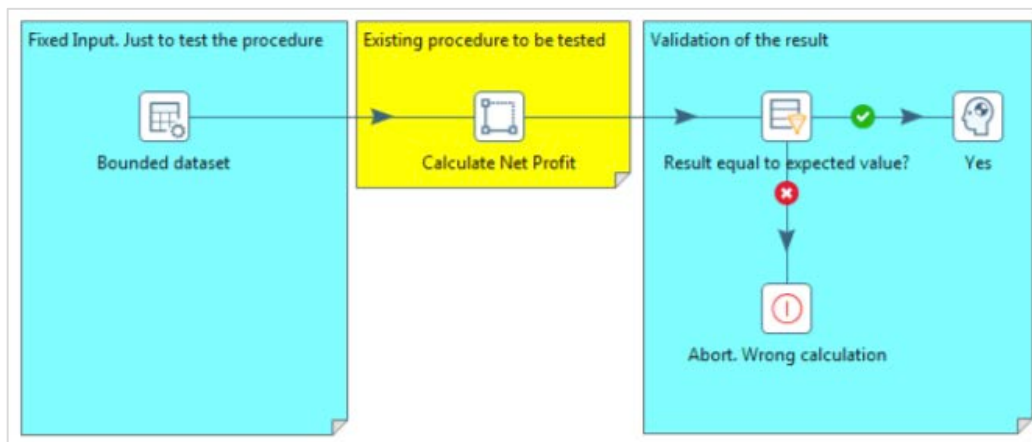 Fixed Input. Just to test the procedure
Existing procedure to be tested
Validation of the result
Bounded dataset
Calculate Net Profit
Result equal to expected value?
Yes
Abort. Wrong calculation